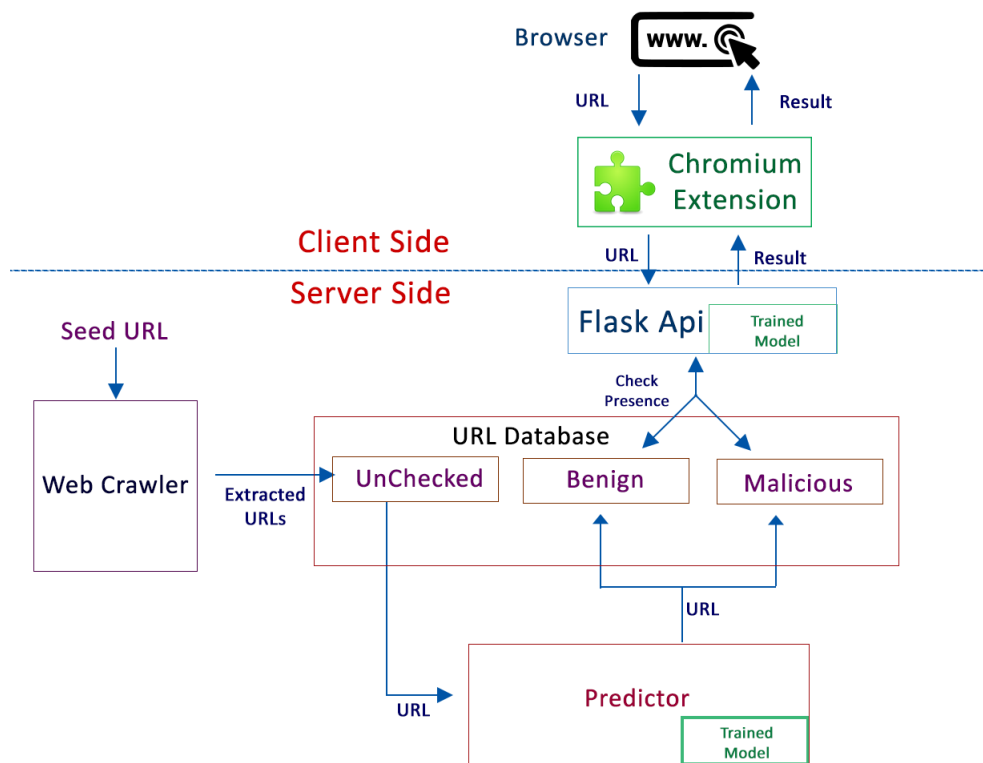 Browser
www.
URL
Result
Chromium
Extension
Client Side
URL
Result
Server Side
Seed URL
Flask Api
Trained
Model
Check
Presence
URL Database
Web Crawler
UnChecked
Benign
Malicious
Extracted
URLs
URL
URL
Predictor
Trained
Model